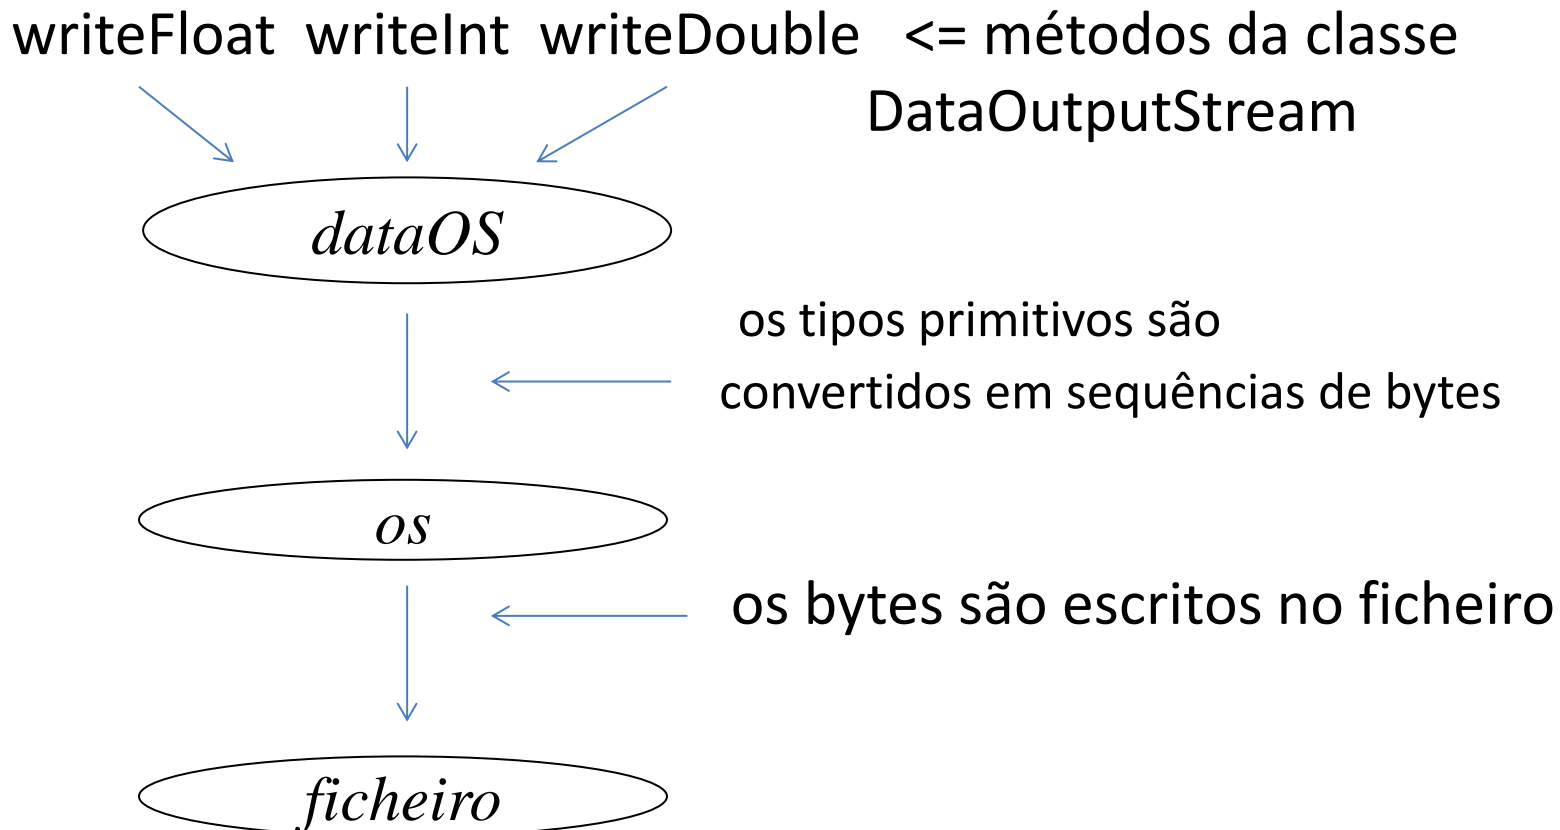 writeFloat writeInt writeDouble <= métodos da classe
DataOutputStream
dataOS
os tipos primitivos são
convertidos em sequências de bytes
os
os bytes são escritos no ficheiro
ficheiro